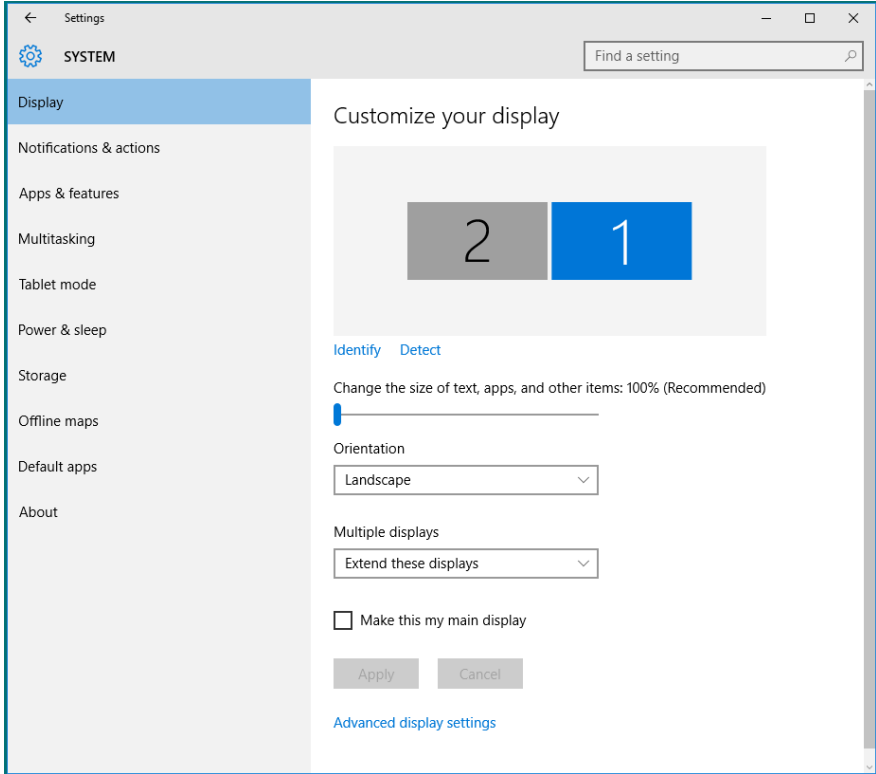 Settings
SYSTEM
Find a setting
Display
Notifications & actions
Apps & features
Multitasking
Tablet mode
Power & sleep
Storage
Offline maps
Default apps
About
Customize your display
2 1
Identify Detect
Change the size of text, apps, and other items: 100% (Recommended)
Orientation
Landscape
Multiple displays
Extend these displays
Make this my main display
Apply Cancel
Advanced display settings